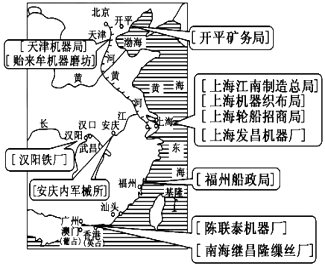 北京
开平
天津
渤海
[开平矿务局]
[天津机器局]
[贻来牟机器磨坊]
河
黄
黄
河
黄
海
[上海江南制造总局]
[上海机器织布局]
[上海轮船招商局]
[上海发昌机器厂]
长
江
汉口
汉阳
武昌
安庆
上海
东
海
[汉阳铁厂]
[安庆内军械所]
[福州船政局]
福州
基隆
汕头
广州
澳门
(葡占)
香港
(英占)
[陈联泰机器厂]
[南海继昌隆缫丝厂]